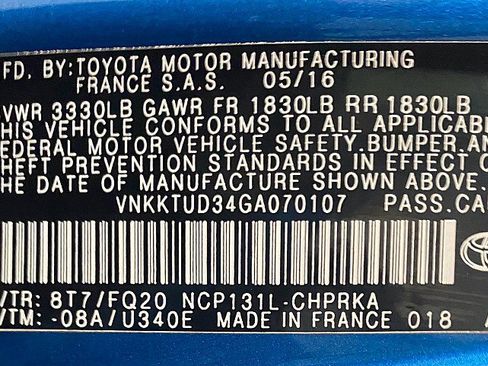 FD. BY: TOYOTA MOTOR MANUFACTURING
FRANCE S.A.S. 05/16
VWR 3330LB GAWR FR 1830LB RR 1830LB
HIS VEHICLE CONFORMS TO ALL APPLICABLE
EDERAL MOTOR VEHICLE SAFETY, BUMPER, AN
HEFT PREVENTION STANDARDS IN EFFECT O
HE DATE OF MANUFACTURE SHOWN ABOVE.
VNKKTUD34GA070107 PASS.CA
/TR: 8T7/FQ20 NCP131L-CHPRKA
/TM: -08A/U340E MADE IN FRANCE 018